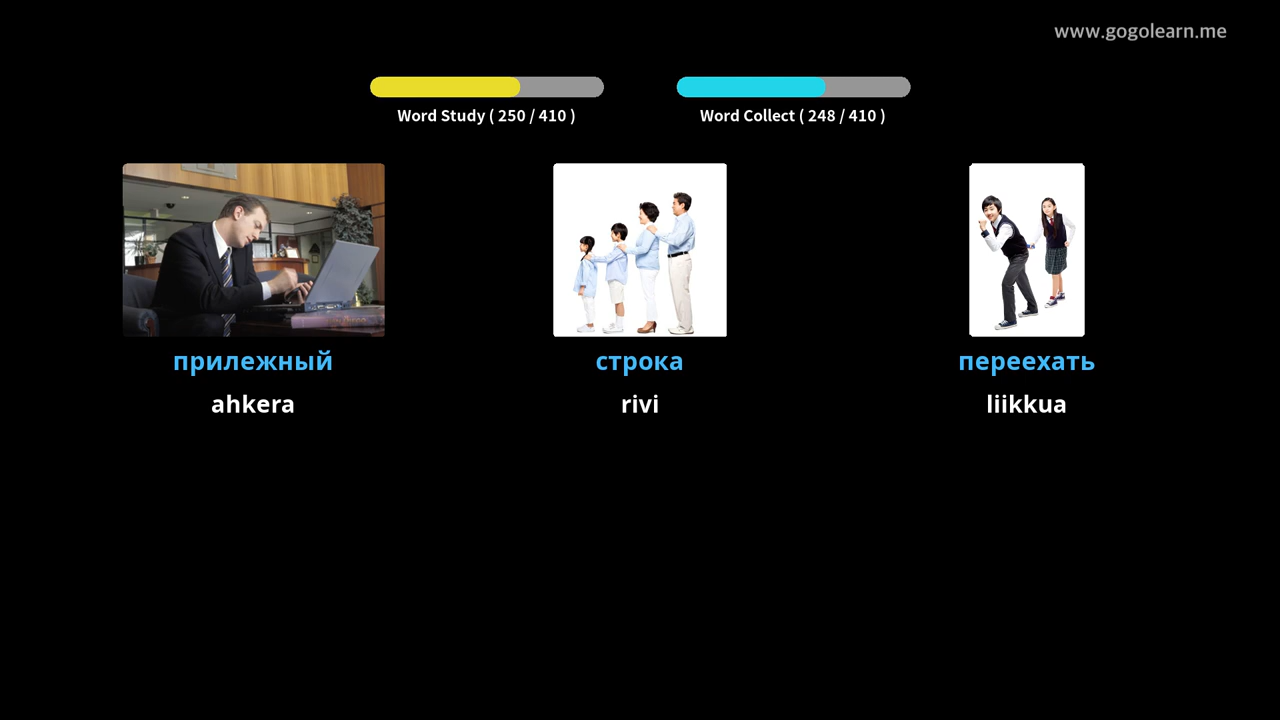 www.gogolearn.me
Word Study ( 250 / 410 )
Word Collect ( 248 / 410 )
прилежный
ahkera
строка
rivi
переехать
liikkua